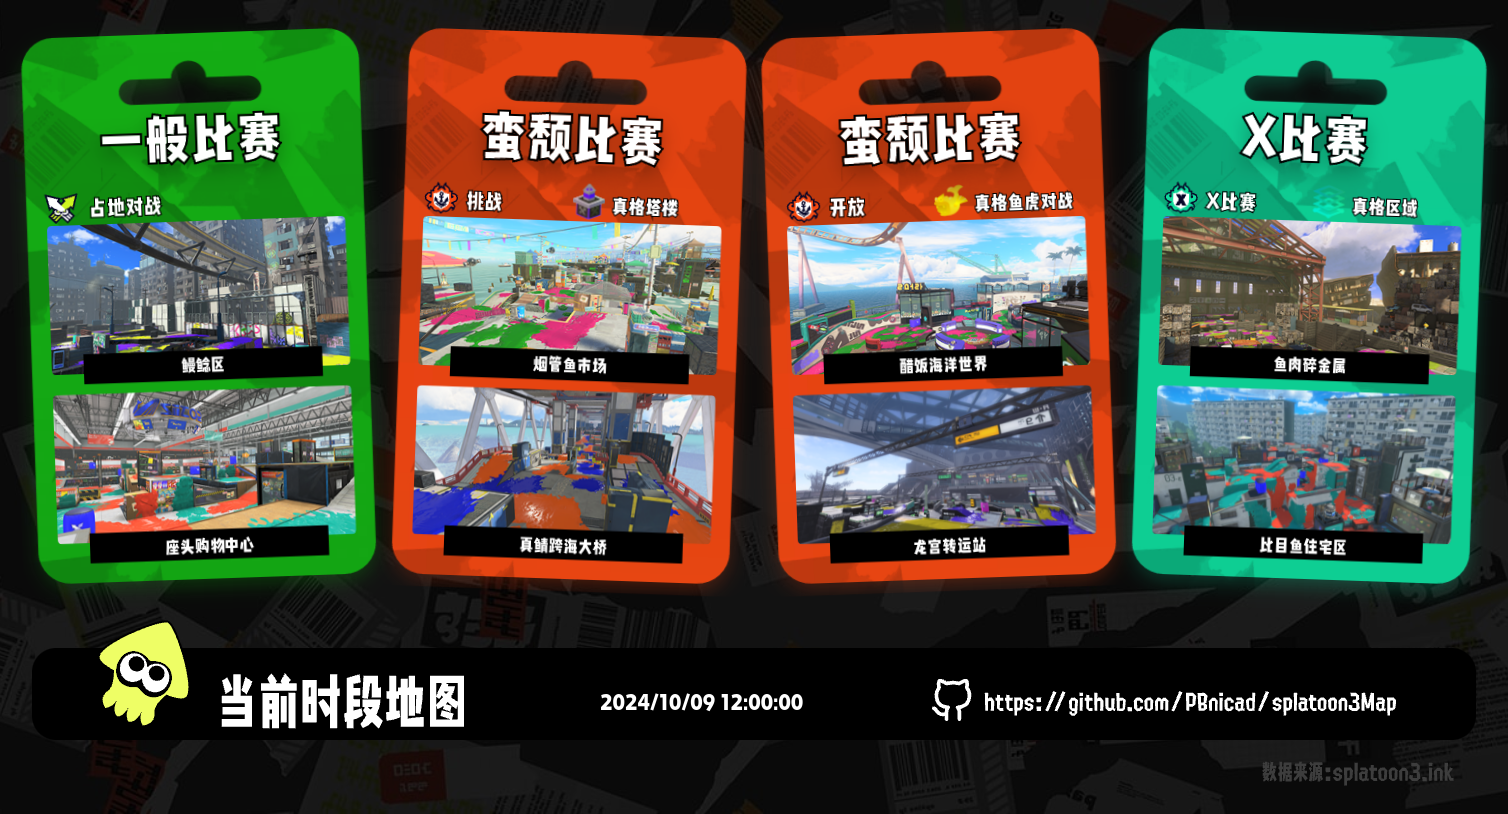 一般比赛
占地对战
鳗鲶区
座头购物中心
蛮颓比赛
挑战
真格塔楼
烟管鱼市场
真鲭跨海大桥
蛮颓比赛
开放
真格鱼虎对战
醋饭海洋世界
龙宫转运站
X比赛
X比赛
真格区域
鱼肉碎金属
比目鱼住宅区
当前时段地图
2024/10/09 12:00:00
https://github.com/PBnicad/splatoon3Map
数据来源:splatoon3.ink